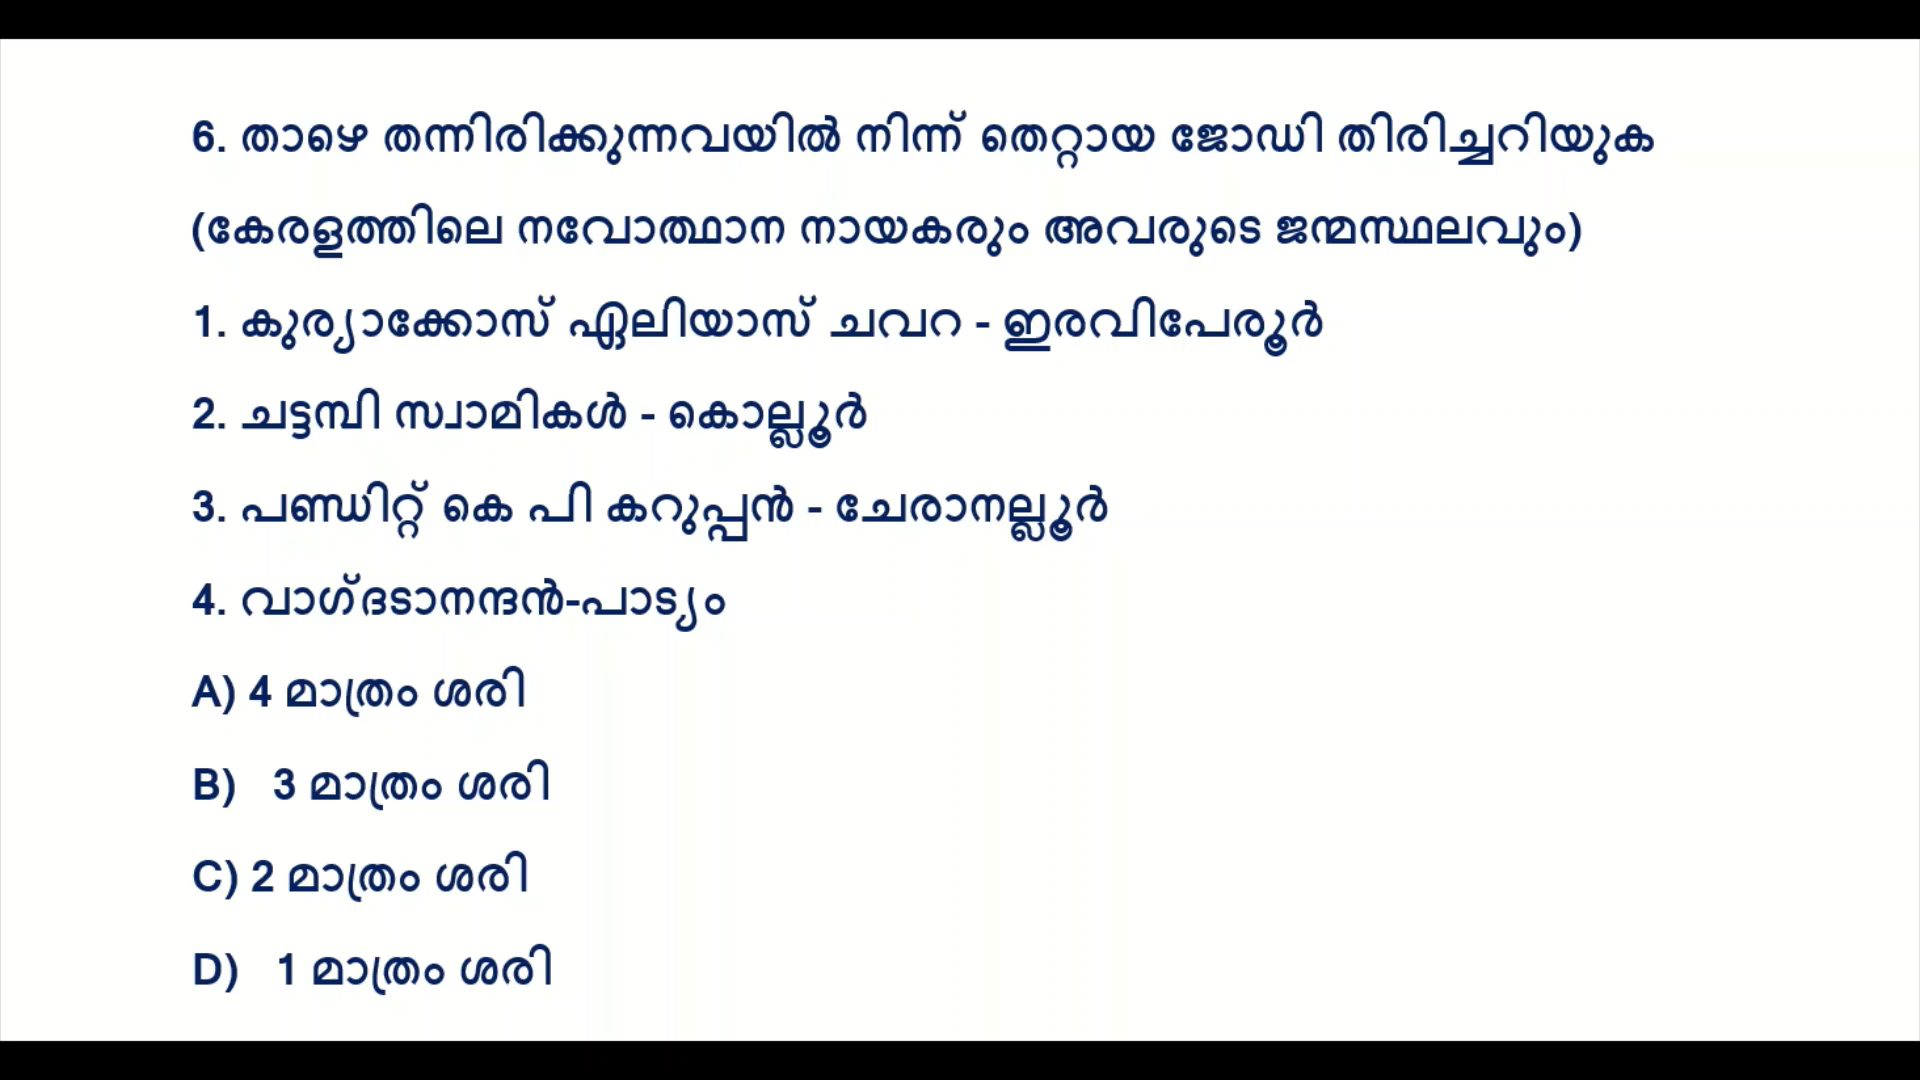 6. താഴെ തന്നിരിക്കുന്നവയിൽ നിന്ന് തെറ്റായ ജോഡി തിരിച്ചറിയുക
(കേരളത്തിലെ നവോത്ഥാന നായകരും അവരുടെ ജന്മസ്ഥലവും)
1. കുര്യാക്കോസ് ഏലിയാസ് ചവറ - ഇരവിപേരൂർ
2. ചട്ടമ്പി സ്വാമികൾ - കൊല്ലൂർ
3. പണ്ഡിറ്റ് കെ പി കറുപ്പൻ - ചേരാനല്ലൂർ
4. വാഗ്ദടാനന്ദൻ-പാട്യം
A) 4 മാത്രം ശരി
B) 3 മാത്രം ശരി
C) 2 മാത്രം ശരി
D) 1 മാത്രം ശരി